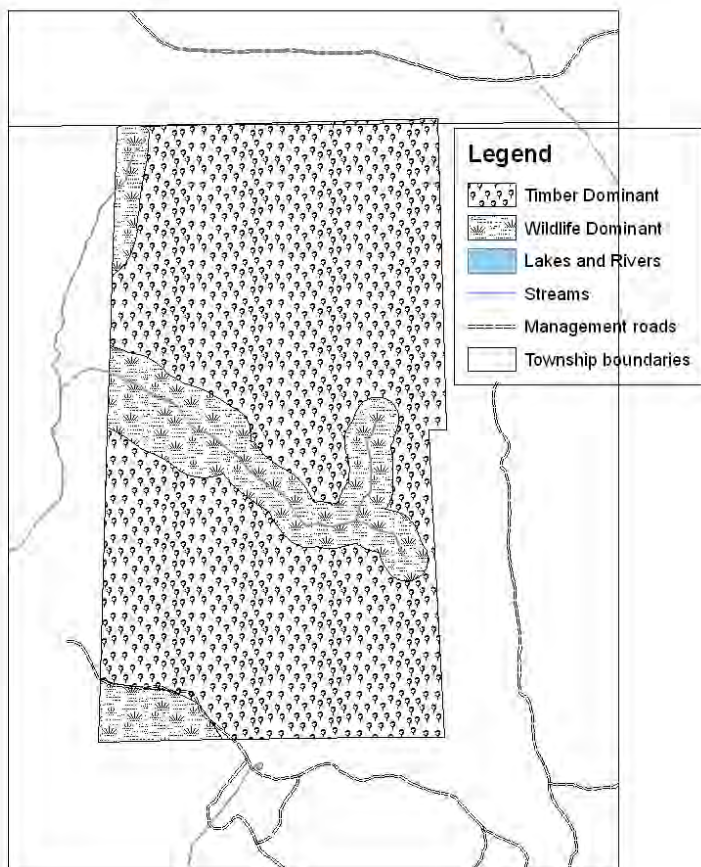 Legend
Timber Dominant
Wildlife Dominant
Lakes and Rivers
Streams
Management roads
Township boundaries